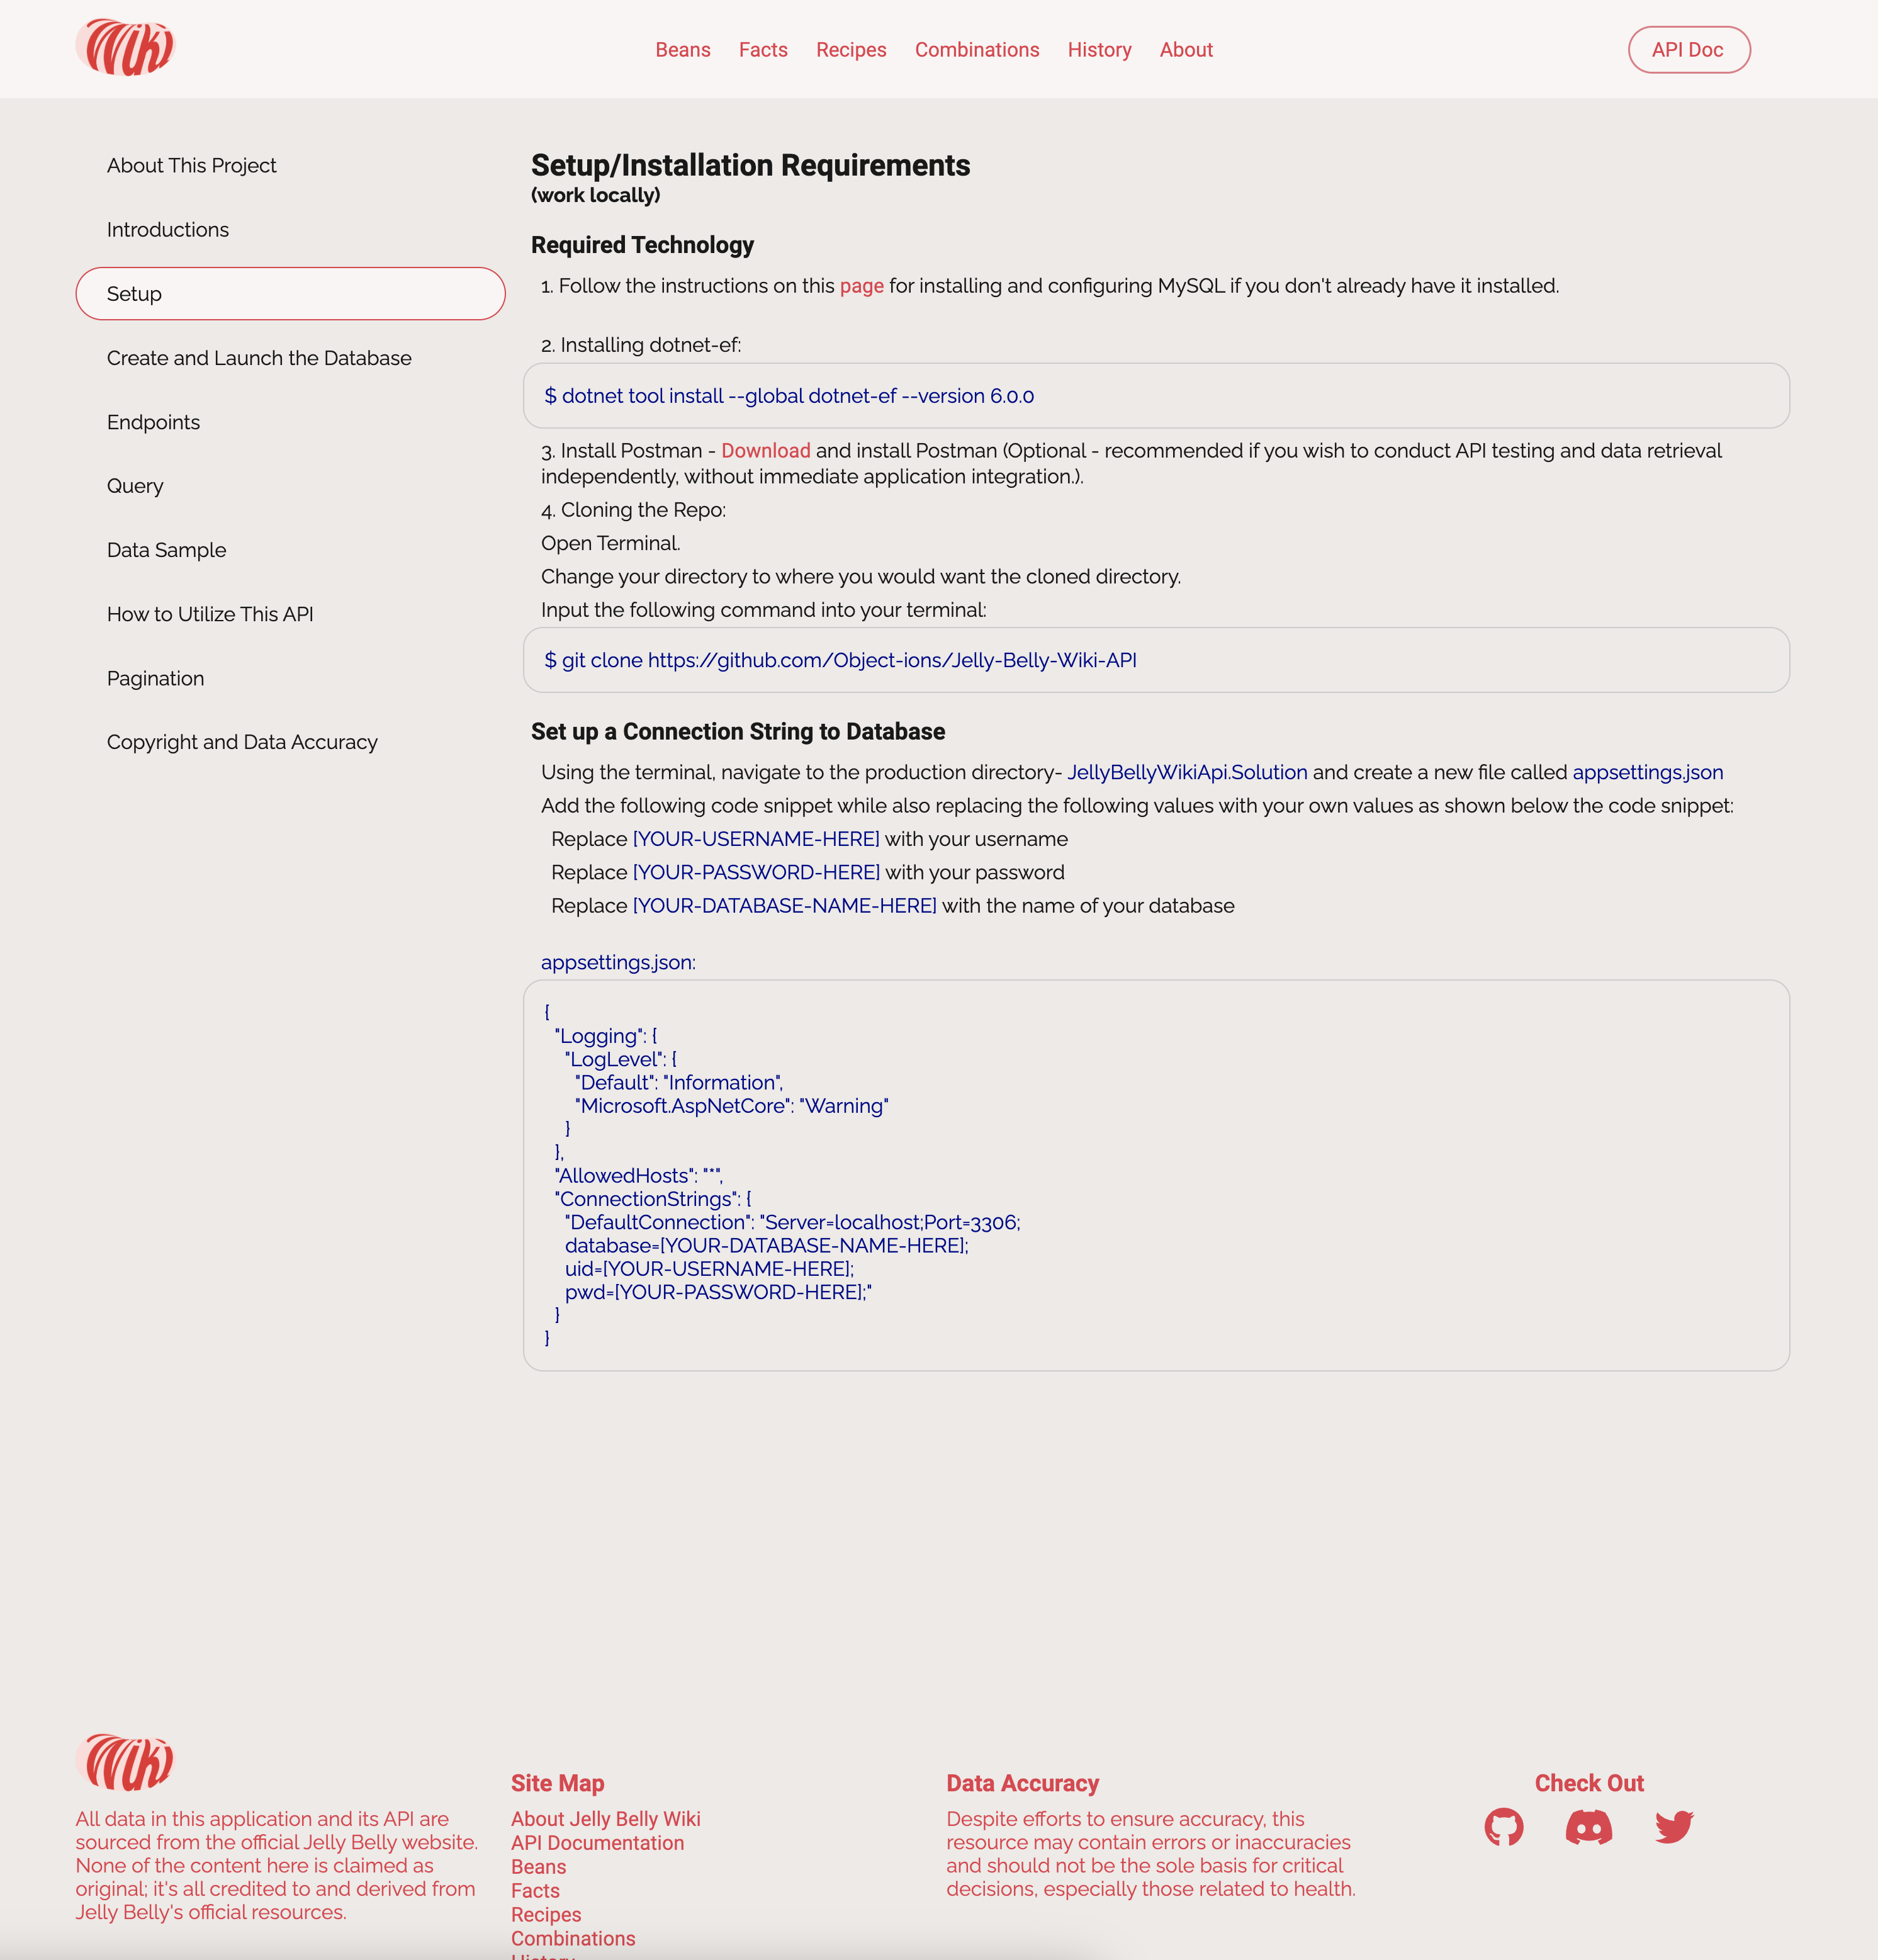 Wiki
Beans Facts Recipes Combinations History About
API Doc
About This Project
Introductions
Setup
Create and Launch the Database
Endpoints
Query
Data Sample
How to Utilize This API
Pagination
Copyright and Data Accuracy
Setup/Installation Requirements
(work locally)
Required Technology
1. Follow the instructions on this page for installing and configuring MySQL if you don't already have it installed.
2. Installing dotnet-ef:
$ dotnet tool install --global dotnet-ef --version 6.0.0
3. Install Postman - Download and install Postman (Optional - recommended if you wish to conduct API testing and data retrieval
independently, without immediate application integration.).
4. Cloning the Repo:
Open Terminal.
Change your directory to where you would want the cloned directory.
Input the following command into your terminal:
$ git clone https://github.com/Object-ions/Jelly-Belly-Wiki-API
Set up a Connection String to Database
Using the terminal, navigate to the production directory- JellyBellyWikiApi.Solution and create a new file called appsettings.json
Add the following code snippet while also replacing the following values with your own values as shown below the code snippet:
Replace [YOUR-USERNAME-HERE] with your username
Replace [YOUR-PASSWORD-HERE] with your password
Replace [YOUR-DATABASE-NAME-HERE] with the name of your database
appsettings.json:
{
"Logging": {
"LogLevel": {
"Default": "Information",
"Microsoft.AspNetCore": "Warning"
}
},
"AllowedHosts": "*",
"ConnectionStrings": {
"DefaultConnection": "Server=localhost;Port=3306;
database=[YOUR-DATABASE-NAME-HERE];
uid=[YOUR-USERNAME-HERE];
pwd=[YOUR-PASSWORD-HERE];"
}
}
Wiki
All data in this application and its API are
sourced from the official Jelly Belly website.
None of the content here is claimed as
original; it's all credited to and derived from
Jelly Belly's official resources.
Site Map
About Jelly Belly Wiki
API Documentation
Beans
Facts
Recipes
Combinations
History
Data Accuracy
Despite efforts to ensure accuracy, this
resource may contain errors or inaccuracies
and should not be the sole basis for critical
decisions, especially those related to health.
Check Out